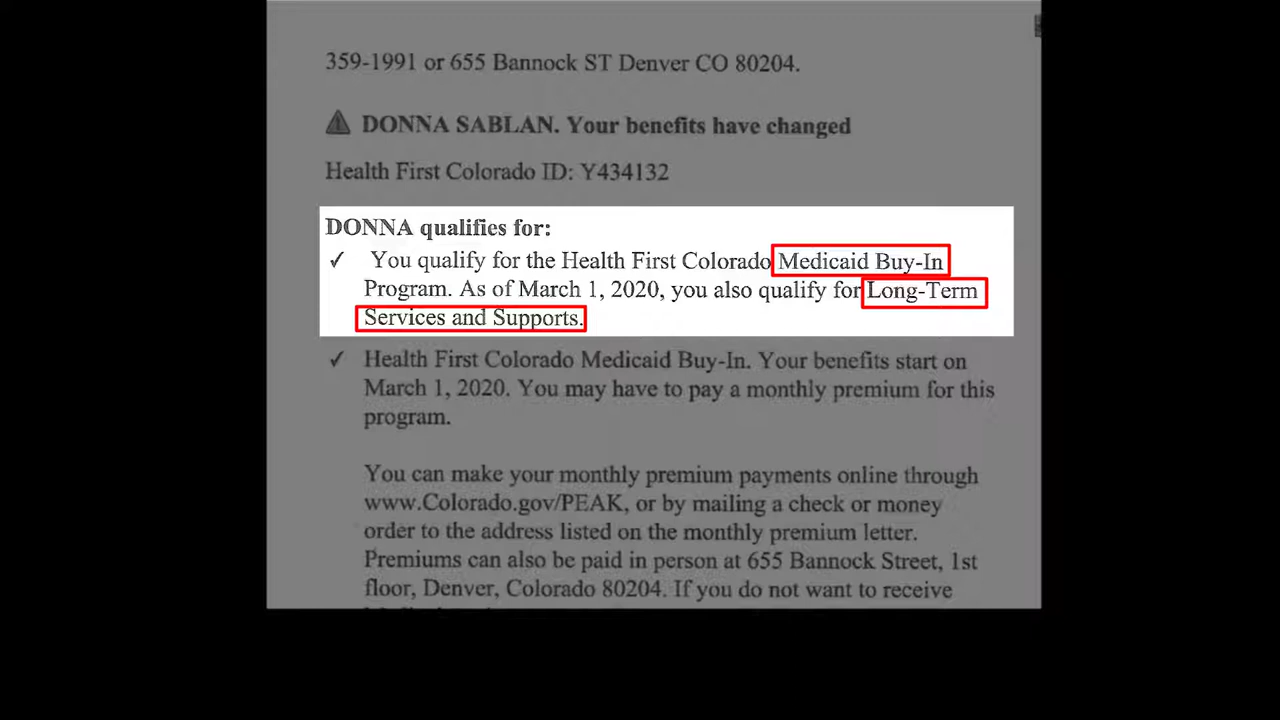 359-1991 or 655 Bannock ST Denver CO 80204.
DONNA SABLAN. Your benefits have changed
Health First Colorado ID: Y434132
DONNA qualifies for:
✓ You qualify for the Health First Colorado Medicaid Buy-In
Program. As of March 1, 2020, you also qualify for Long-Term
Services and Supports.
✓ Health First Colorado Medicaid Buy-In. Your benefits start on
March 1, 2020. You may have to pay a monthly premium for this
program.
You can make your monthly premium payments online through
www.Colorado.gov/PEAK, or by mailing a check or money
order to the address listed on the monthly premium letter.
Premiums can also be paid in person at 655 Bannock Street, 1st
floor, Denver, Colorado 80204. If you do not want to receive